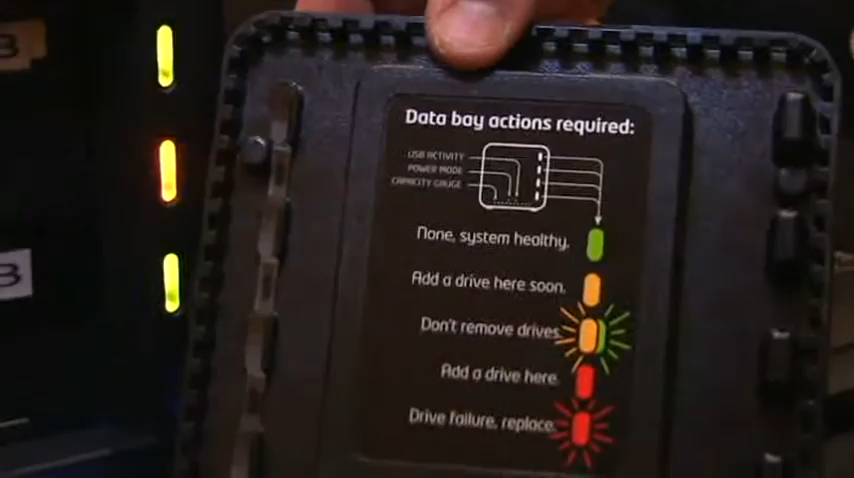 B
B
Data bay actions required:
USB ACTIVITY
POWER MODE
CAPACITY GAUGE
None, system healthy.
Add a drive here soon.
Don't remove drives.
Add a drive here.
Drive failure, replace.